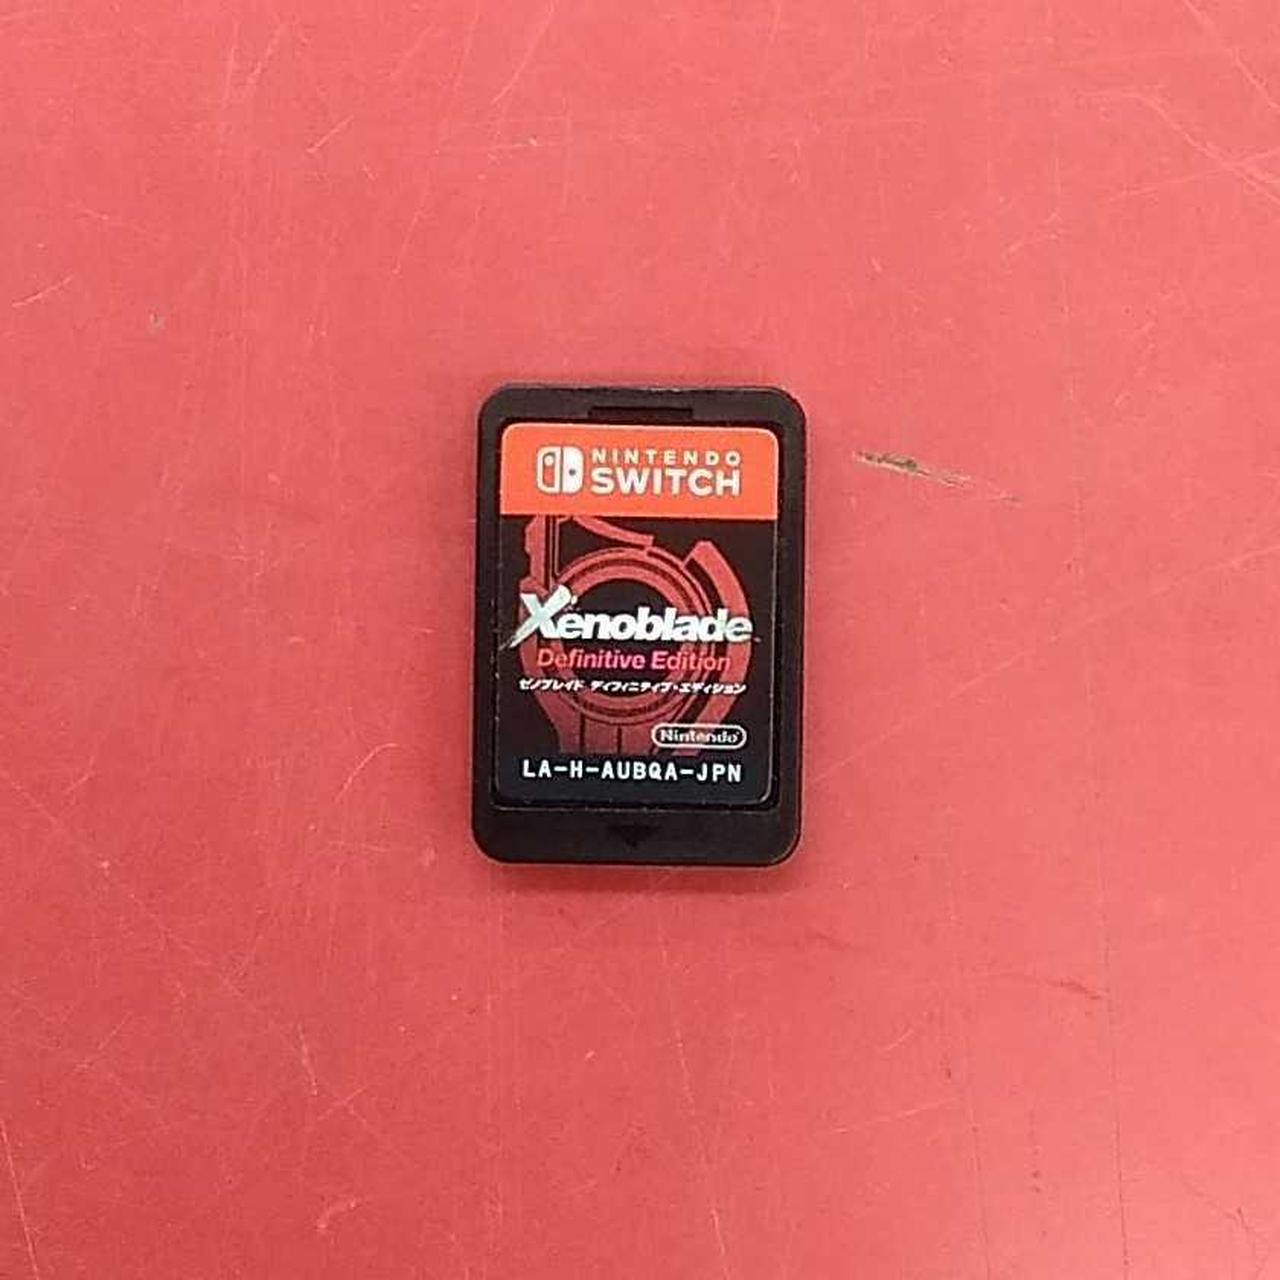 NINTENDO
SWITCH
Xenoblade™
Definitive Edition
ゼノブレイド ディフィニティブ・エディション
Nintendo
LA-H-AUBQA-JPN